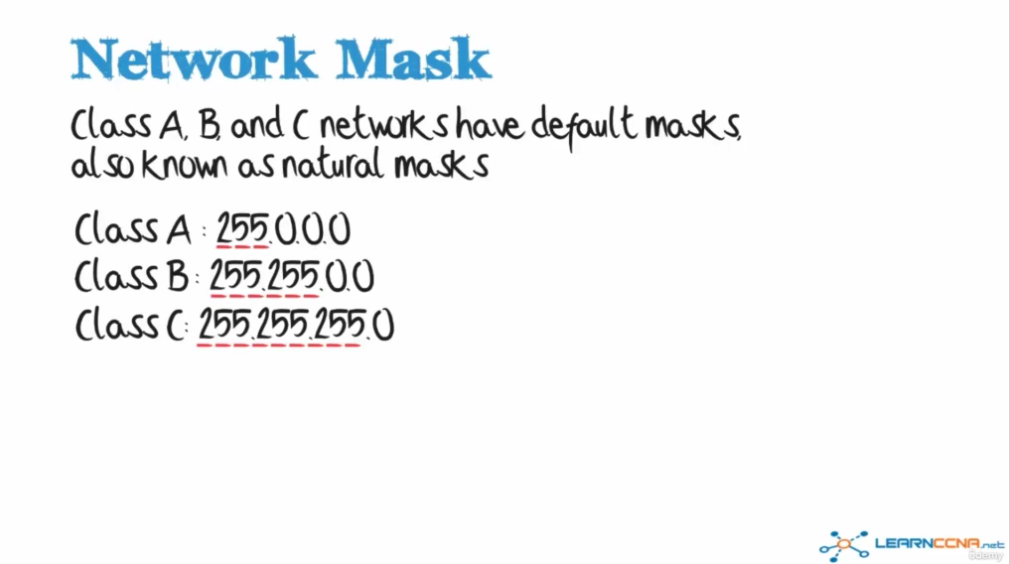 Network Mask
Class A, B, and C networks have default masks,
also known as natural masks
Class A : 255.0.0.0
Class B : 255.255.0.0
Class C : 255.255.255.0
LEARNCCNA.net
ûdemy